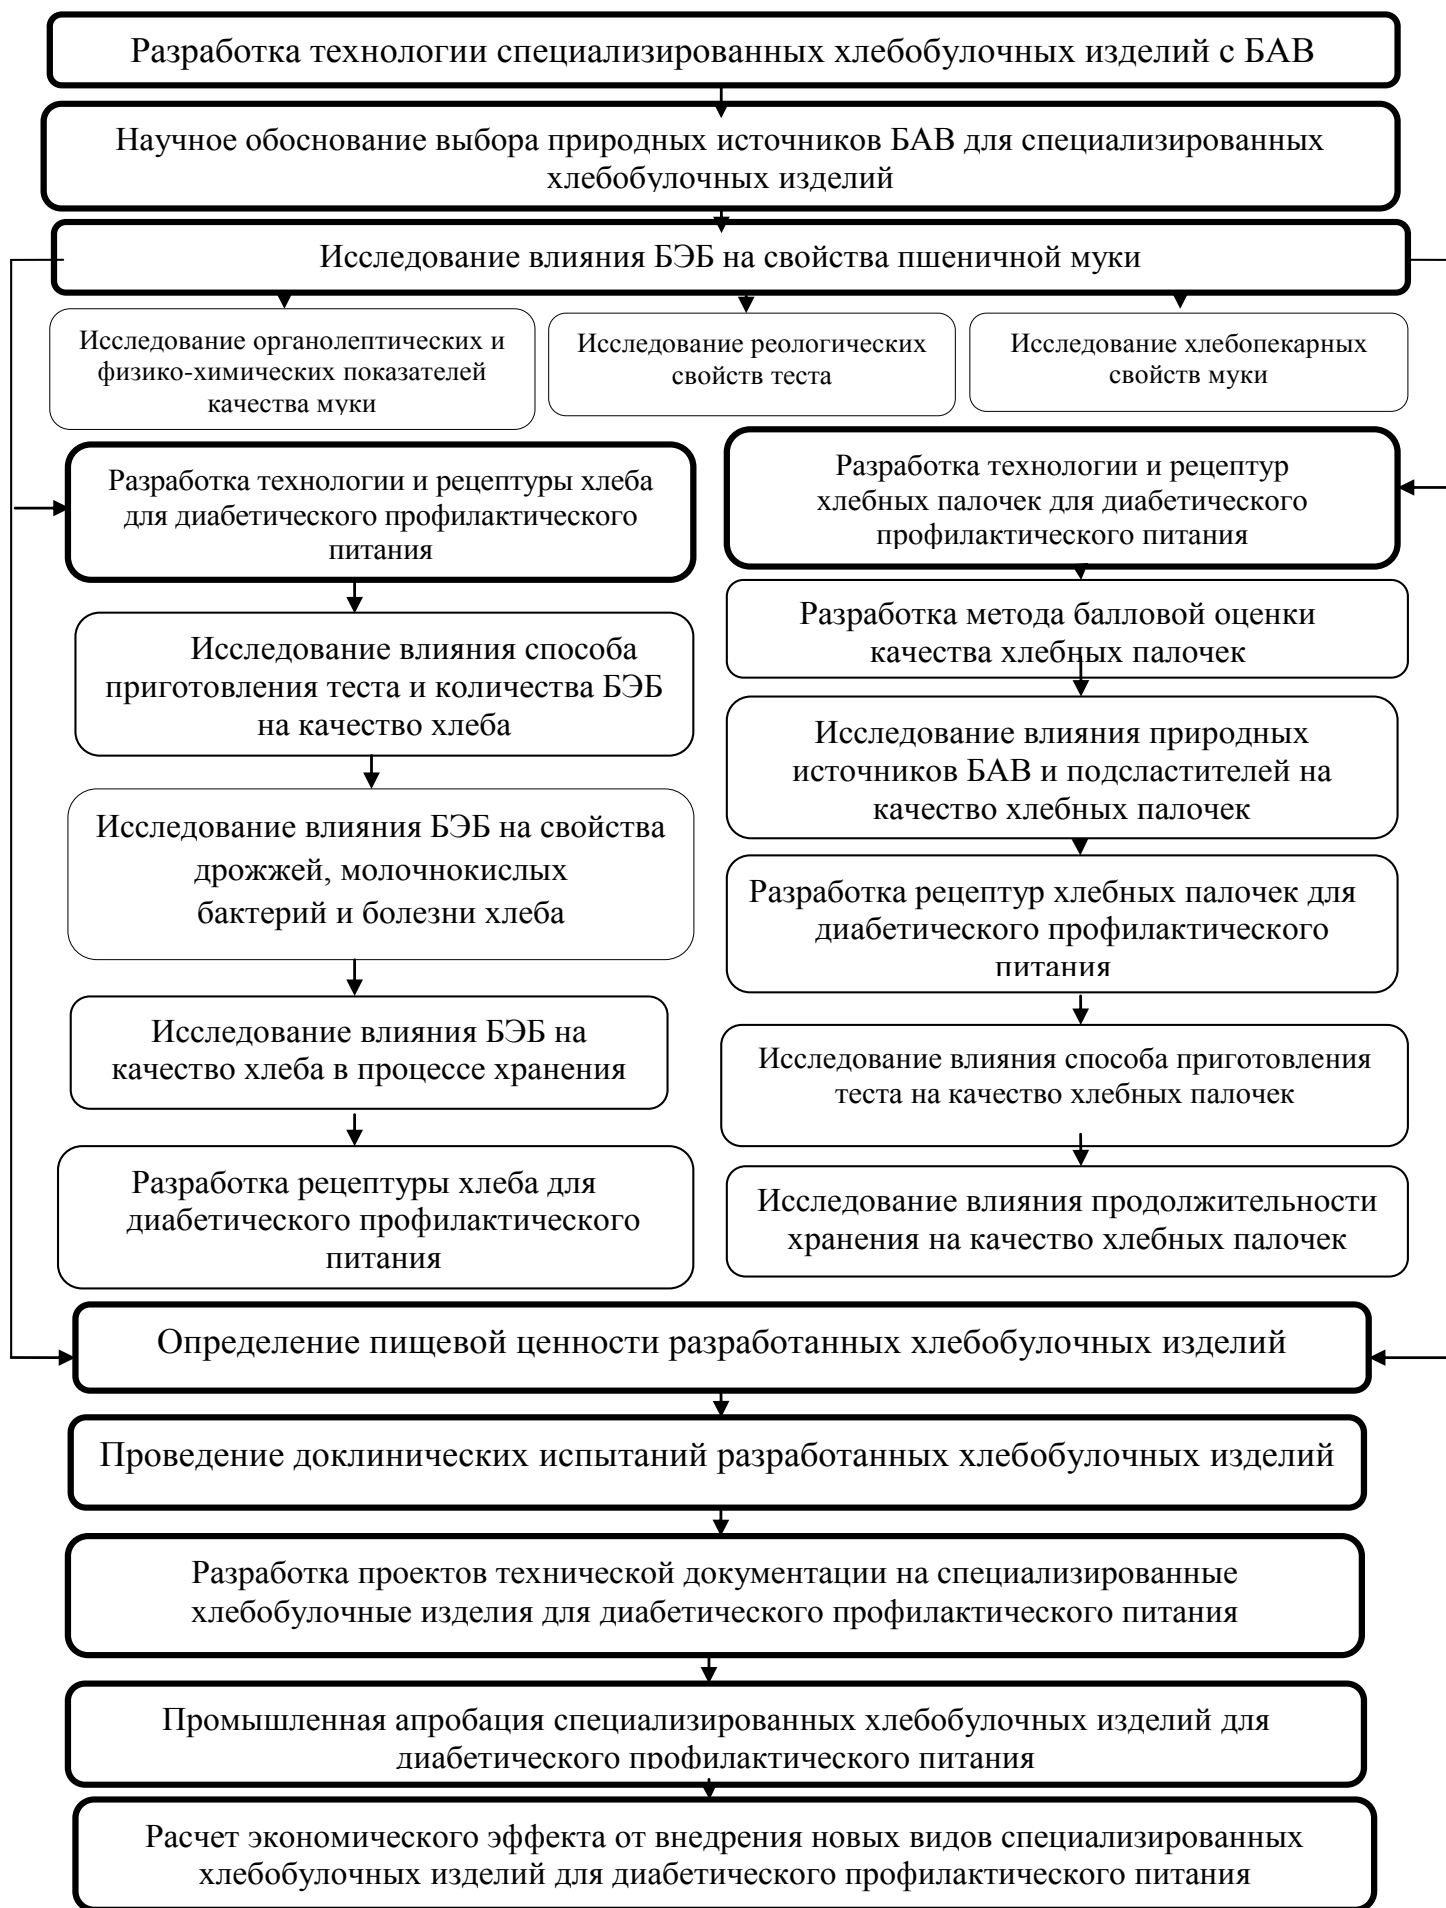 Разработка технологии специализированных хлебобулочных изделий с БАВ
Научное обоснование выбора природных источников БАВ для специализированных
хлебобулочных изделий
Исследование влияния БЭБ на свойства пшеничной муки
Исследование органолептических и
физико-химических показателей
качества муки
Исследование реологических
свойств теста
Исследование хлебопекарных
свойств муки
Разработка технологии и рецептуры хлеба
для диабетического профилактического
питания
Исследование влияния способа
приготовления теста и количества БЭБ
на качество хлеба
Исследование влияния БЭБ на свойства
дрожжей, молочнокислых
бактерий и болезни хлеба
Исследование влияния БЭБ на
качество хлеба в процессе хранения
Разработка рецептуры хлеба для
диабетического профилактического
питания
Разработка технологии и рецептур
хлебных палочек для диабетического
профилактического питания
Разработка метода балловой оценки
качества хлебных палочек
Исследование влияния природных
источников БАВ и подсластителей на
качество хлебных палочек
Разработка рецептур хлебных палочек для
диабетического профилактического
питания
Исследование влияния способа приготовления
теста на качество хлебных палочек
Исследование влияния продолжительности
хранения на качество хлебных палочек
Определение пищевой ценности разработанных хлебобулочных изделий
Проведение доклинических испытаний разработанных хлебобулочных изделий
Разработка проектов технической документации на специализированные
хлебобулочные изделия для диабетического профилактического питания
Промышленная апробация специализированных хлебобулочных изделий для
диабетического профилактического питания
Расчет экономического эффекта от внедрения новых видов специализированных
хлебобулочных изделий для диабетического профилактического питания